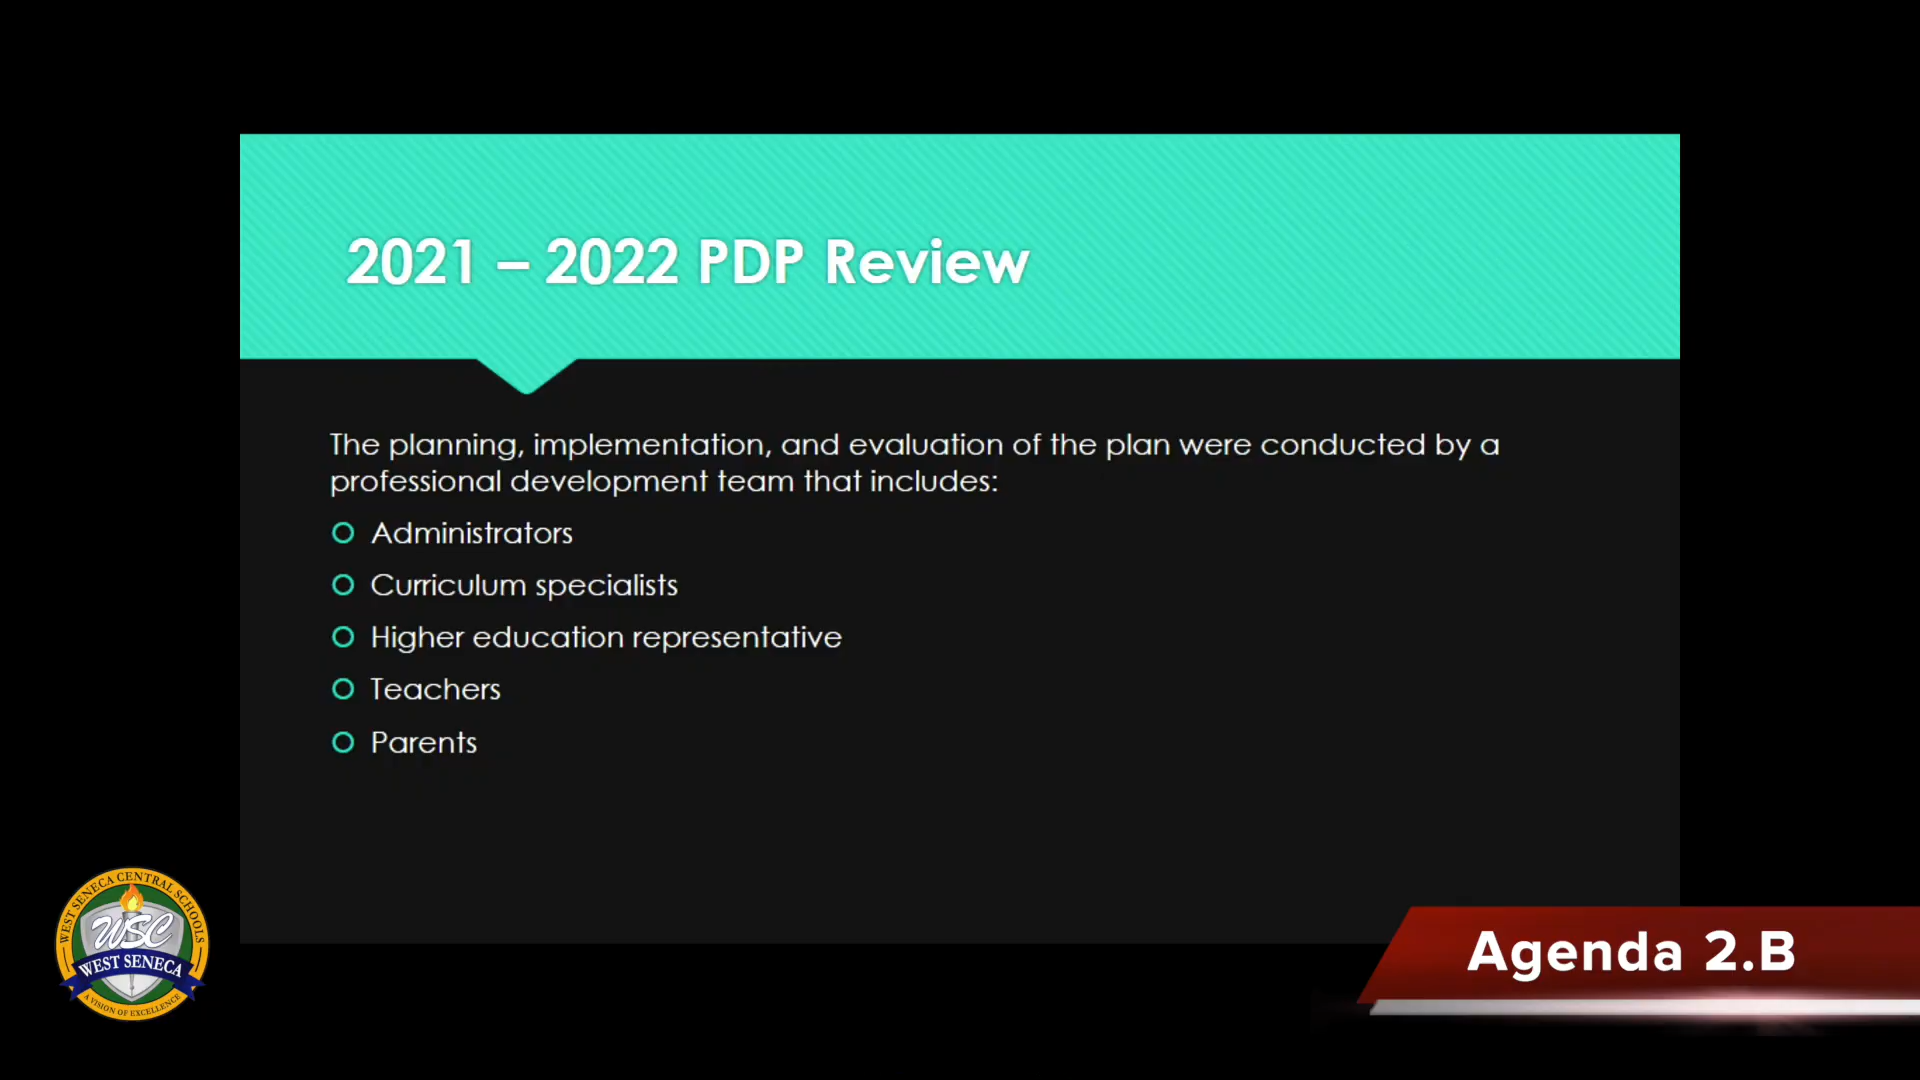 2021 – 2022 PDP Review
The planning, implementation, and evaluation of the plan were conducted by a
professional development team that includes:
Administrators
Curriculum specialists
Higher education representative
Teachers
Parents
WEST SENECA CENTRAL SCHOOLS
WSC
WEST SENECA
A VISION OF EXCELLENCE
Agenda 2.B